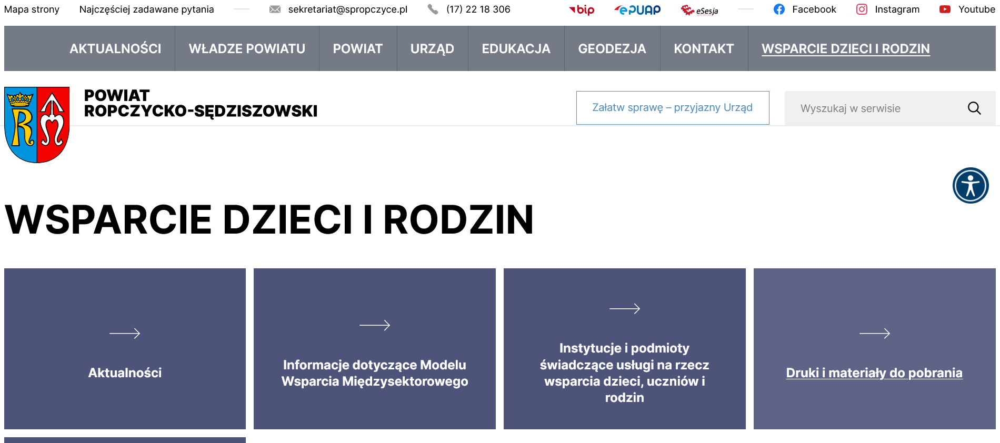 Mapa strony
Najczęściej zadawane pytania
sekretariat@spropczyce.pl
(17) 22 18 306
bip
ePUAP
eSesja
Facebook
Instagram
Youtube
AKTUALNOŚCI
WŁADZE POWIATU
POWIAT
URZĄD
EDUKACJA
GEODEZJA
KONTAKT
WSPARCIE DZIECI I RODZIN
POWIAT
ROPCZYCKO-SĘDZISZOWSKI
Załatw sprawę – przyjazny Urząd
Wyszukaj w serwisie
WSPARCIE DZIECI I RODZIN
Aktualności
Informacje dotyczące Modelu
Wsparcia Międzysektorowego
Instytucje i podmioty
świadczące usługi na rzecz
wsparcia dzieci, uczniów i
rodzin
Druki i materiały do pobrania